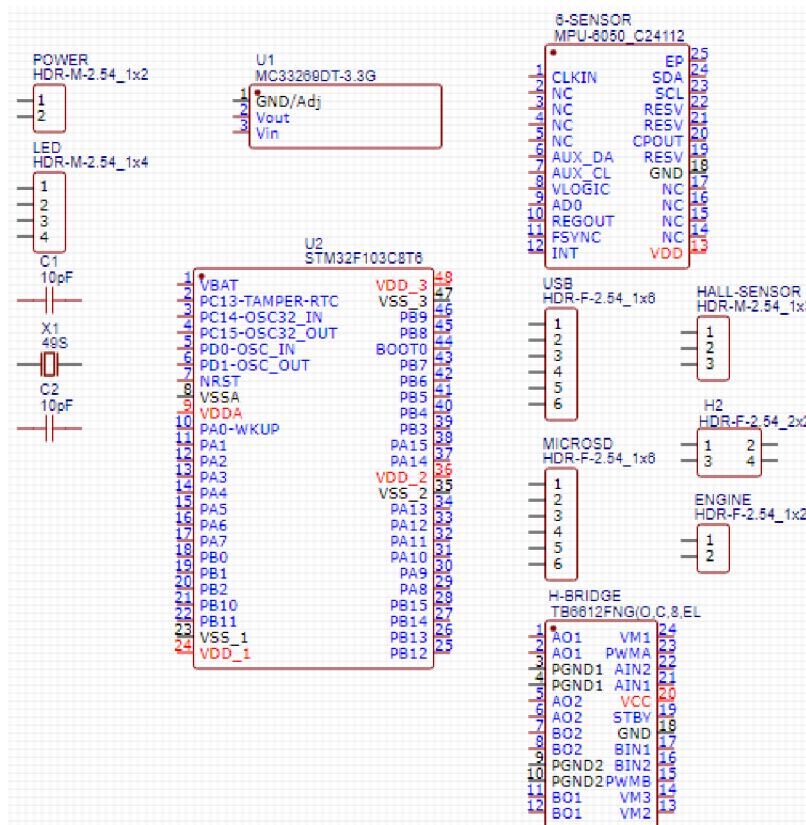 POWER
HDR-M-2.54_1x2
1
2
LED
HDR-M-2.54_1x4
1
2
3
4
C1
10pF
X1
49S
C2
10pF
U1
MC33269DT-3.3G
1 GND/Adj
2 Vout
3 Vin
U2
STM32F103C8T6
1 VBAT VDD_3 48
2 PC13-TAMPER-RTC VSS_3 47
3 PC14-OSC32_IN PB9 46
4 PC15-OSC32_OUT PB8 45
5 PD0-OSC_IN BOOT0 44
6 PD1-OSC_OUT PB7 43
7 NRST PB6 42
8 VSSA PB5 41
9 VDDA PB4 40
10 PA0-WKUP PB3 39
11 PA1 PA15 38
12 PA2 PA14 37
13 PA3 VDD_2 36
14 PA4 VSS_2 35
15 PA5 PA13 34
16 PA6 PA12 33
17 PA7 PA11 32
18 PB0 PA10 31
19 PB1 PA9 30
20 PB2 PA8 29
21 PB10 PB15 28
22 PB11 PB14 27
23 VSS_1 PB13 26
24 VDD_1 PB12 25
6-SENSOR
MPU-6050_C24112
EP 25
1 CLKIN SDA 24
2 NC SCL 23
3 NC RESV 22
4 NC RESV 21
5 NC CPOUT 20
6 AUX_DA RESV 19
7 AUX_CL GND 18
8 VLOGIC NC 17
9 AD0 NC 16
10 REGOUT NC 15
11 FSYNC NC 14
12 INT VDD 13
USB
HDR-F-2.54_1x6
1
2
3
4
5
6
HALL-SENSOR
HDR-M-2.54_1x3
1
2
3
H2
HDR-F-2.54_2x2
1 2
3 4
MICROSD
HDR-F-2.54_1x6
1
2
3
4
5
6
ENGINE
HDR-F-2.54_1x2
1
2
H-BRIDGE
TB6612FNG(O,C,8,EL
1 AO1 VM1 24
2 AO1 PWMA 23
3 PGND1 AIN2 22
4 PGND1 AIN1 21
5 AO2 VCC 20
6 AO2 STBY 19
7 BO2 GND 18
8 BO2 BIN1 17
9 PGND2 BIN2 16
10 PGND2 PWMB 15
11 BO1 VM3 14
12 BO1 VM2 13